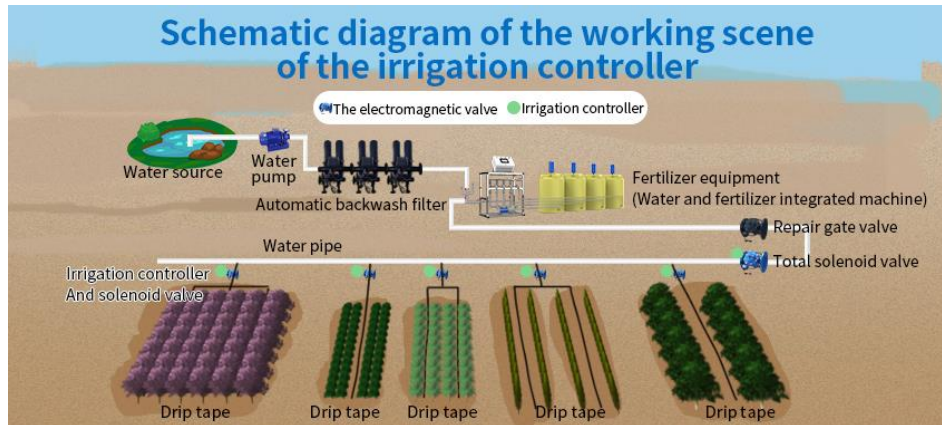 Schematic diagram of the working scene
of the irrigation controller
The electromagnetic valve
Irrigation controller
Water source
Water
pump
Automatic backwash filter
Fertilizer equipment
(Water and fertilizer integrated machine)
Repair gate valve
Water pipe
Total solenoid valve
Irrigation controller
And solenoid valve
Drip tape
Drip tape
Drip tape
Drip tape
Drip tape